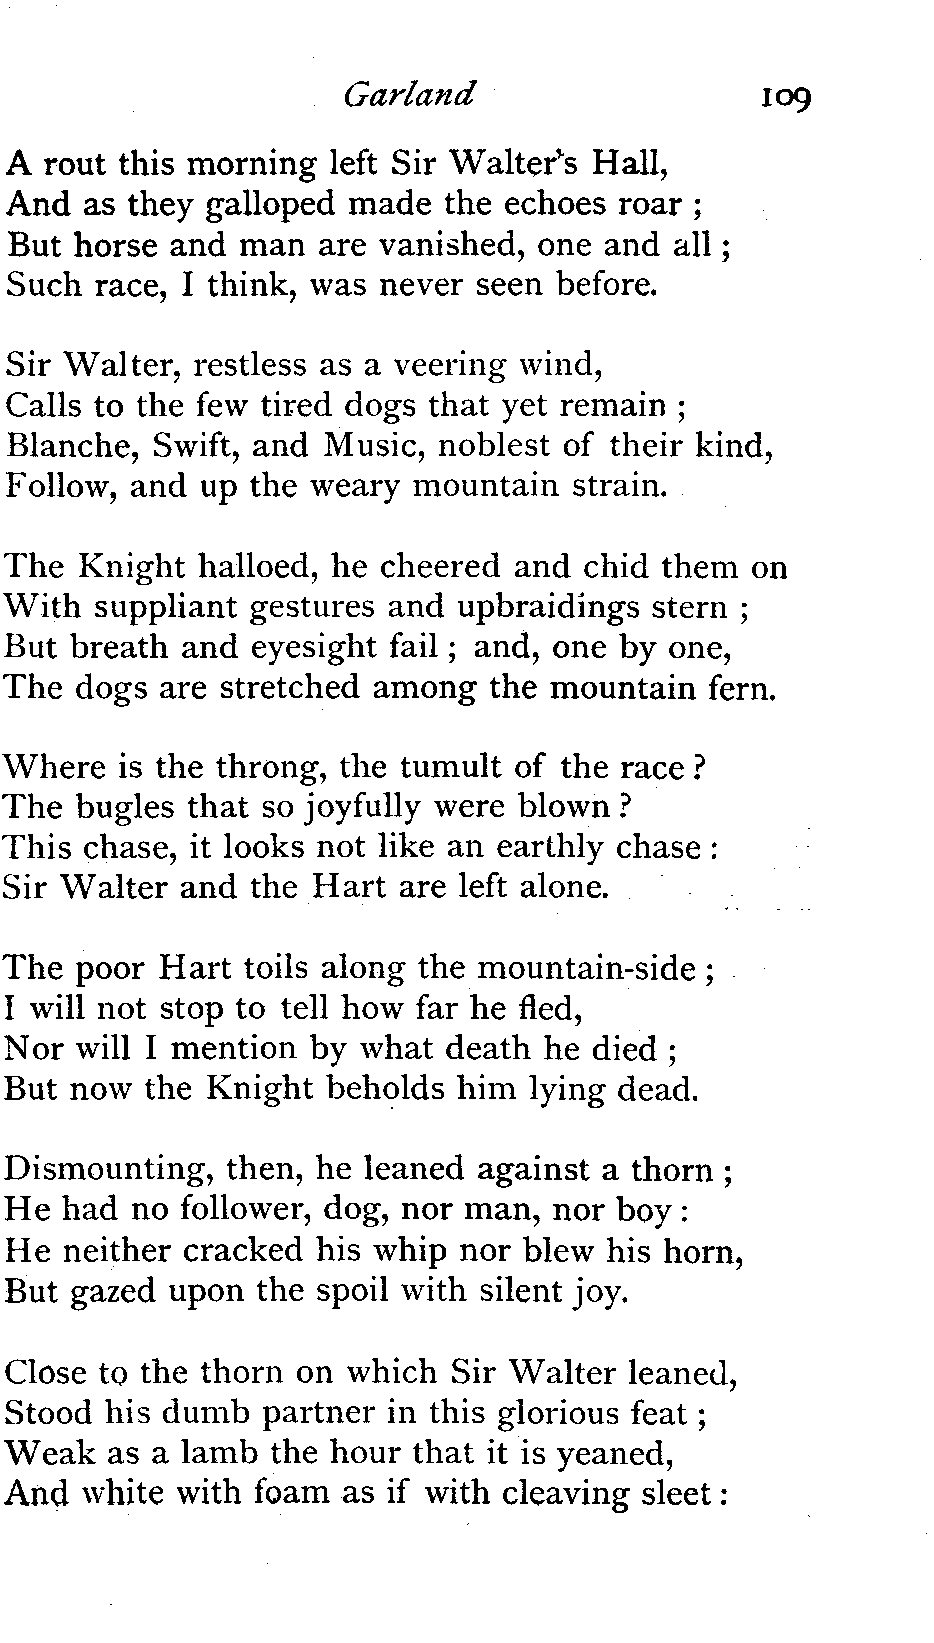 Garland 109
A rout this morning left Sir Walter's Hall,
And as they galloped made the echoes roar ;
But horse and man are vanished, one and all ;
Such race, I think, was never seen before.
Sir Walter, restless as a veering wind,
Calls to the few tired dogs that yet remain ;
Blanche, Swift, and Music, noblest of their kind,
Follow, and up the weary mountain strain.
The Knight halloed, he cheered and chid them on
With suppliant gestures and upbraidings stern ;
But breath and eyesight fail ; and, one by one,
The dogs are stretched among the mountain fern.
Where is the throng, the tumult of the race ?
The bugles that so joyfully were blown ?
This chase, it looks not like an earthly chase :
Sir Walter and the Hart are left alone.
The poor Hart toils along the mountain-side ;
I will not stop to tell how far he fled,
Nor will I mention by what death he died ;
But now the Knight beholds him lying dead.
Dismounting, then, he leaned against a thorn ;
He had no follower, dog, nor man, nor boy :
He neither cracked his whip nor blew his horn,
But gazed upon the spoil with silent joy.
Close to the thorn on which Sir Walter leaned,
Stood his dumb partner in this glorious feat ;
Weak as a lamb the hour that it is yeaned,
And white with foam as if with cleaving sleet :